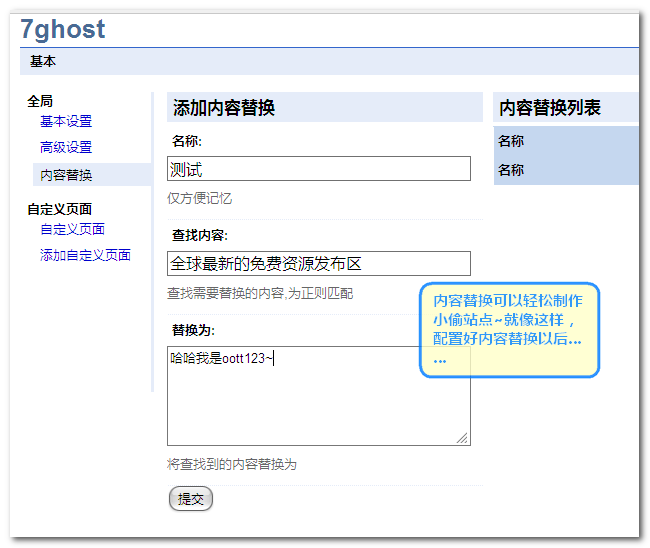 7ghost
基本
全局
基本设置
高级设置
内容替换
自定义页面
自定义页面
添加自定义页面
添加内容替换
名称:
测试
仅方便记忆
查找内容:
全球最新的免费资源发布区
查找需要替换的内容,为正则匹配
替换为:
哈哈我是oott123~
将查找到的内容替换为
提交
内容替换列表
名称
名称
内容替换可以轻松制作
小偷站点~就像这样，
配置好内容替换以后...
...